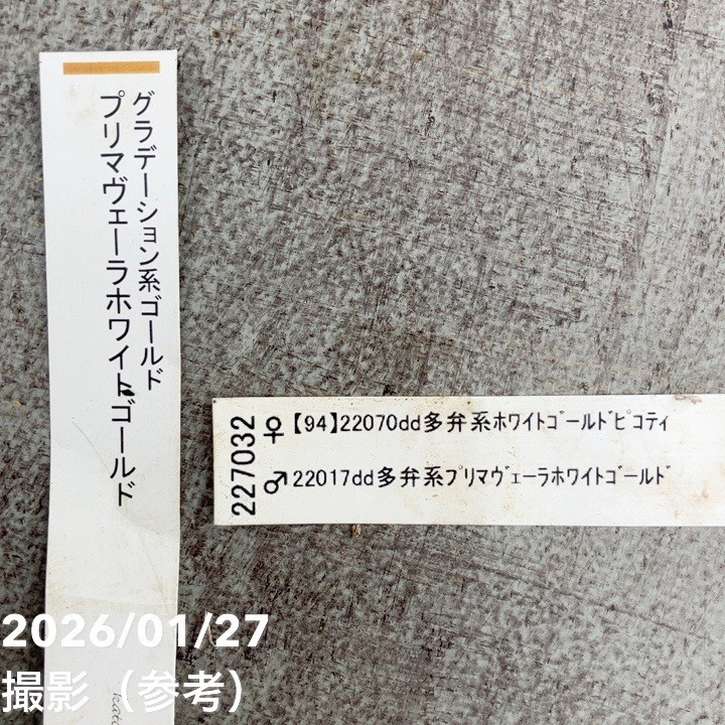 グラデーション系ゴールド
プリマヴェーラホワイトゴールド
227032
♀【94】22070dd多弁系ホワイトゴールドピコティ
♂22017dd多弁系プリマヴェーラホワイトゴールド
2026/01/27
撮影（参考）